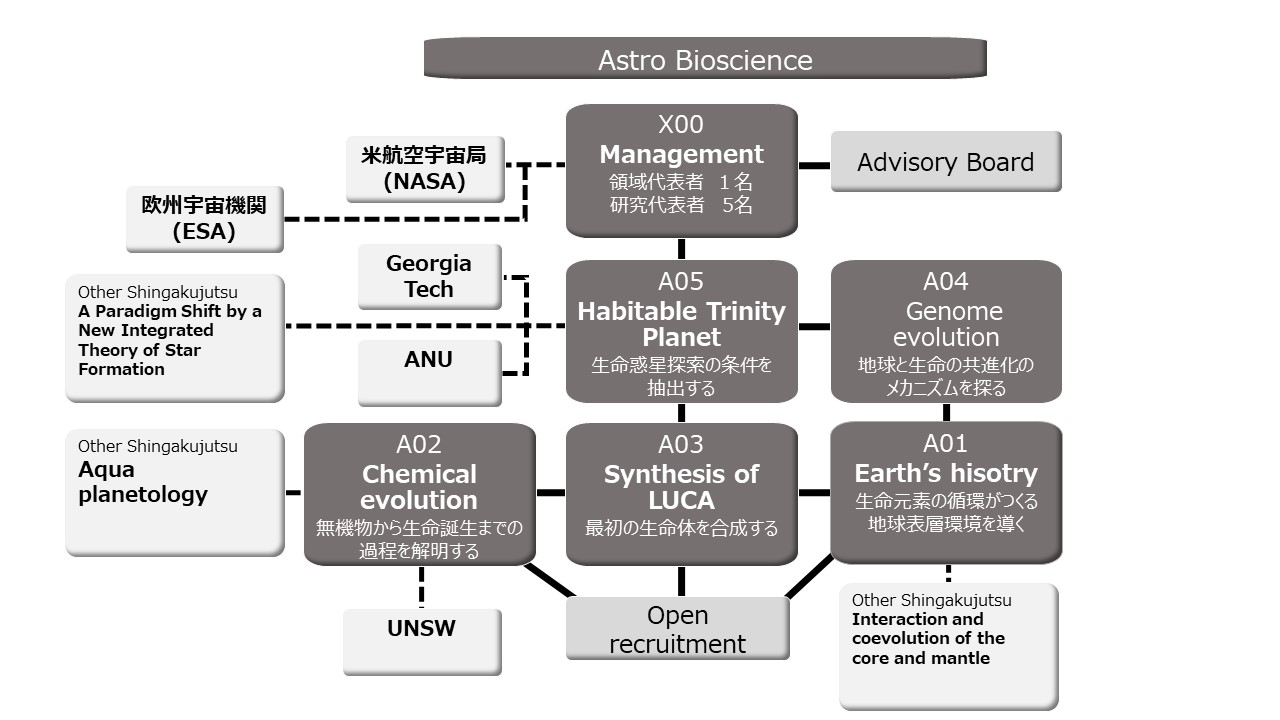 Astro Bioscience
X00
Management
領域代表者 １名
研究代表者 5名
Advisory Board
米航空宇宙局
(NASA)
欧州宇宙機関
(ESA)
Georgia
Tech
ANU
Other Shingakujutsu
A Paradigm Shift by a
New Integrated
Theory of Star
Formation
A05
Habitable Trinity
Planet
生命惑星探索の条件を
抽出する
A04
Genome
evolution
地球と生命の共進化の
メカニズムを探る
Other Shingakujutsu
Aqua
planetology
A02
Chemical
evolution
無機物から生命誕生までの
過程を解明する
A03
Synthesis of
LUCA
最初の生命体を合成する
A01
Earth’s hisotry
生命元素の循環がつくる
地球表層環境を導く
UNSW
Open
recruitment
Other Shingakujutsu
Interaction and
coevolution of the
core and mantle